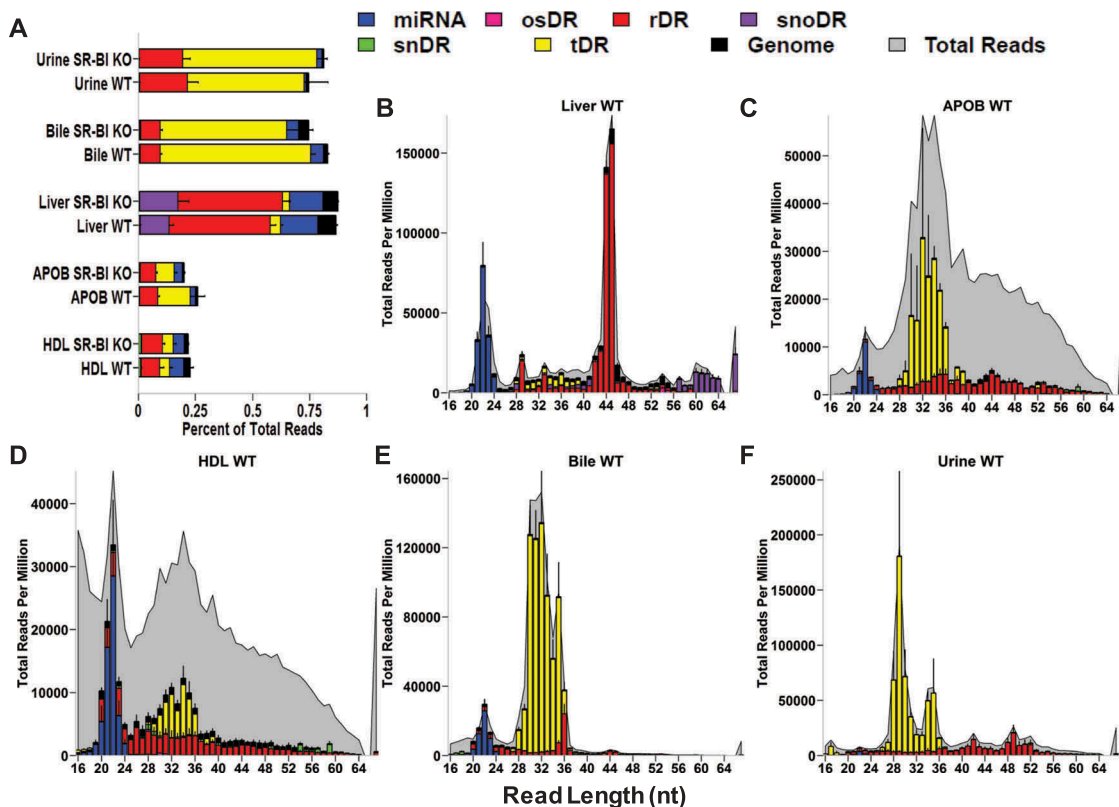 miRNA osDR rDR snoDR
snDR tDR Genome Total Reads
A
Urine SR-BI KO
Urine WT
Bile SR-BI KO
Bile WT
Liver SR-BI KO
Liver WT
APOB SR-BI KO
APOB WT
HDL SR-BI KO
HDL WT
0 0.25 0.5 0.75 1
Percent of Total Reads
B
Liver WT
Total Reads Per Million
150000
100000
50000
0
16 20 24 28 32 36 40 44 48 52 56 60 64
C
APOB WT
Total Reads Per Million
50000
40000
30000
20000
10000
0
16 20 24 28 32 36 40 44 48 52 56 60 64
D
HDL WT
Total Reads Per Million
40000
30000
20000
10000
0
16 20 24 28 32 36 40 44 48 52 56 60 64
E
Bile WT
Total Reads Per Million
160000
120000
80000
40000
0
16 20 24 28 32 36 40 44 48 52 56 60 64
F
Urine WT
Total Reads Per Million
250000
200000
150000
100000
50000
0
16 20 24 28 32 36 40 44 48 52 56 60 64
Read Length (nt)